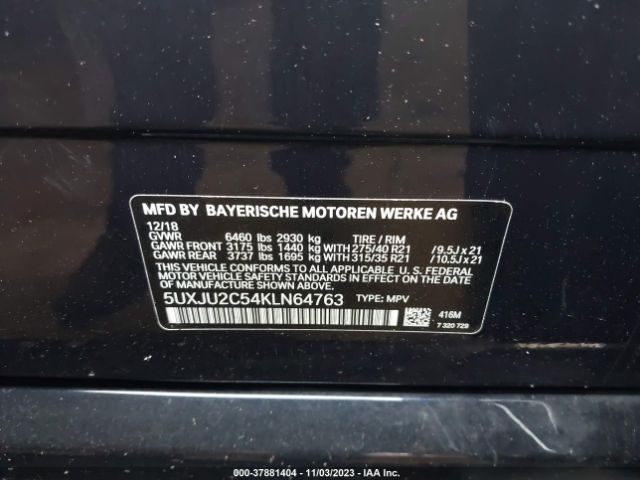 MFD BY BAYERISCHE MOTOREN WERKE AG
12/18
GVWR 6460 lbs 2930 kg TIRE / RIM
GAWR FRONT 3175 lbs 1440 kg WITH 275/40 R21 /9.5J x 21
GAWR REAR 3737 lbs 1695 kg WITH 315/35 R21 /10.5J x 21
THIS VEHICLE CONFORMS TO ALL APPLICABLE U.S. FEDERAL
MOTOR VEHICLE SAFETY STANDARDS IN EFFECT ON THE DATE
OF MANUFACTURE SHOWN ABOVE.
5UXJU2C54KLN64763 TYPE: MPV
416M
7 320 729
000-37881404 - 11/03/2023 - IAA Inc.